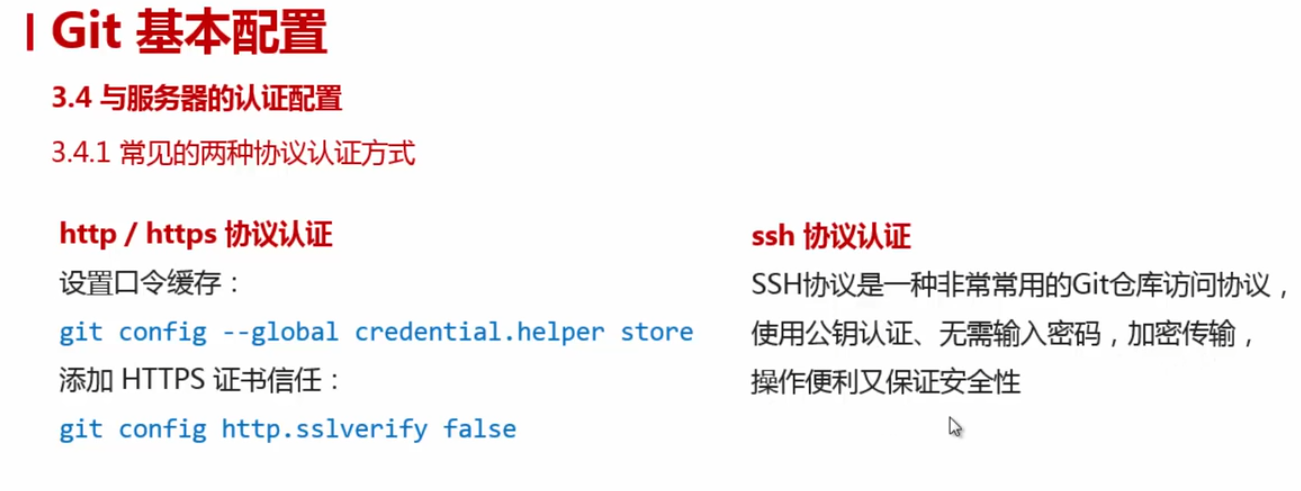 Git 基本配置
3.4 与服务器的认证配置
3.4.1 常见的两种协议认证方式
http / https 协议认证
设置口令缓存：
git config --global credential.helper store
添加 HTTPS 证书信任：
git config http.sslverify false
ssh 协议认证
SSH协议是一种非常常用的Git仓库访问协议，
使用公钥认证、无需输入密码，加密传输，
操作便利又保证安全性